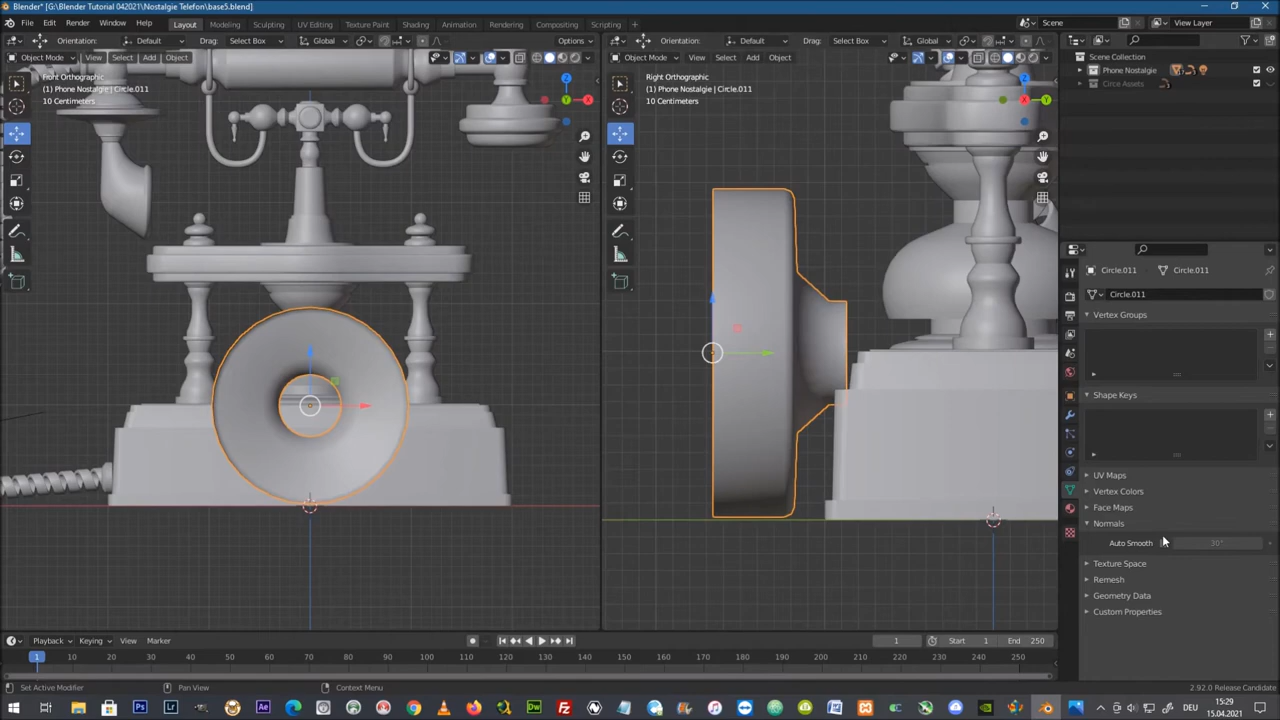 Blender* [G:\Blender Tutorial 042021\Nostalgie Telefon\base5.blend]
File Edit Render Window Help Layout Modeling Sculpting UV Editing Texture Paint Shading Animation Rendering Compositing Scripting + Scene View Layer
Orientation: Default Drag: Select Box Global Options
Orientation: Default Drag: Select Box Global
Object Mode View Select Add Object
Object Mode View Select Add Object
Front Orthographic
(1) Phone Nostalgie | Circle.011
10 Centimeters
Z
Right Orthographic
(1) Phone Nostalgie | Circle.011
10 Centimeters
Z
X
Y
Scene Collection
Phone Nostalgie
Circe Assets
Circle.011 Circle.011
Circle.011
Vertex Groups
Shape Keys
UV Maps
Vertex Colors
Face Maps
Normals
Auto Smooth 30°
Texture Space
Remesh
Geometry Data
Custom Properties
Playback Keying View Marker 1 Start 1 End 250
1 10 20 30 40 50 60 70 80 90 100 110 120 130 140 150 160 170 180 190 200 210 220 230 240 250
Set Active Modifier Pan View Context Menu 2.92.0 Release Candidate
Ps Lr Ae Dw Fz W DEU 15:29
15.04.2021